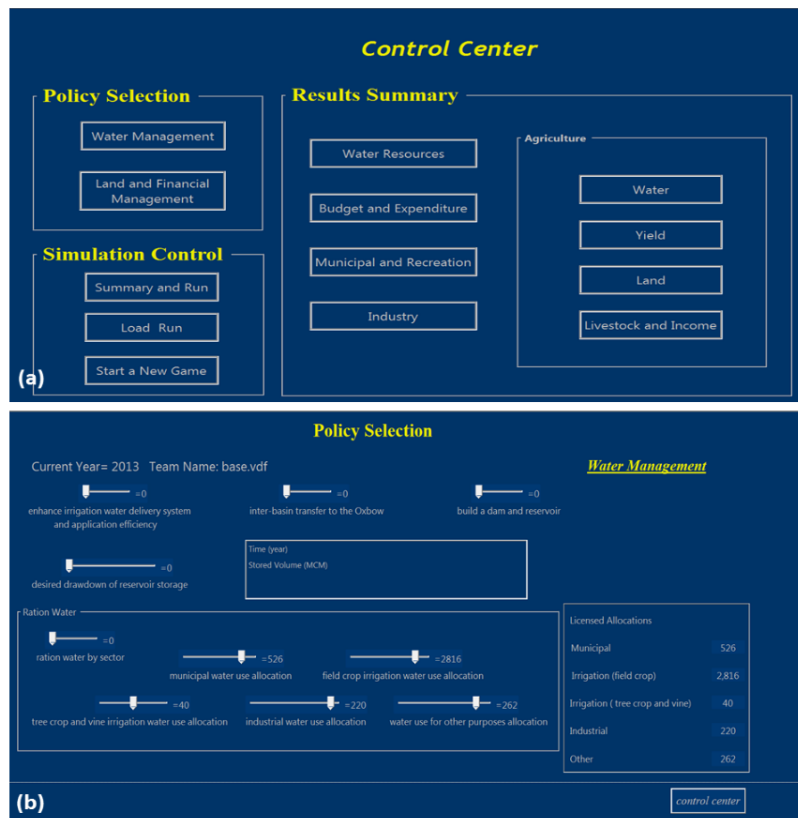 Control Center
Policy Selection
Water Management
Land and Financial
Management
Simulation Control
Summary and Run
Load Run
Start a New Game
(a)
Results Summary
Water Resources
Budget and Expenditure
Municipal and Recreation
Industry
Agriculture
Water
Yield
Land
Livestock and Income
Policy Selection
Current Year= 2013 Team Name: base.vdf
Water Management
=0
enhance irrigation water delivery system
and application efficiency
=0
inter-basin transfer to the Oxbow
=0
build a dam and reservoir
=0
desired drawdown of reservoir storage
Time (year)
Stored Volume (MCM)
Ration Water
=0
ration water by sector
=526
municipal water use allocation
=2816
field crop irrigation water use allocation
=40
tree crop and vine irrigation water use allocation
=220
industrial water use allocation
=262
water use for other purposes allocation
Licensed Allocations
Municipal 526
Irrigation (field crop) 2,816
Irrigation ( tree crop and vine) 40
Industrial 220
Other 262
(b)
control center